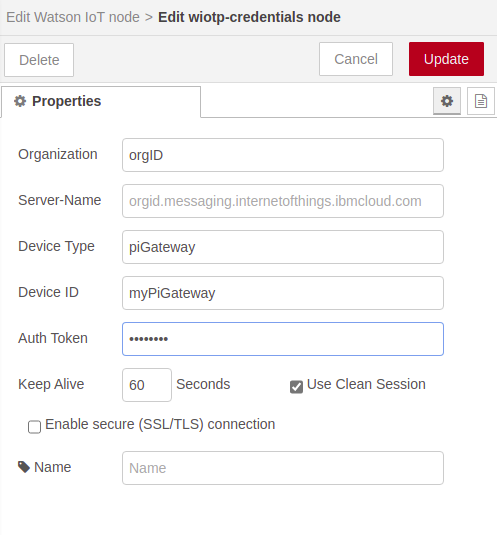 Edit Watson IoT node > Edit wiotp-credentials node
Delete Cancel Update
Properties
Organization orgID
Server-Name orgid.messaging.internetofthings.ibmcloud.com
Device Type piGateway
Device ID myPiGateway
Auth Token ••••••••
Keep Alive 60 Seconds Use Clean Session
Enable secure (SSL/TLS) connection
Name Name